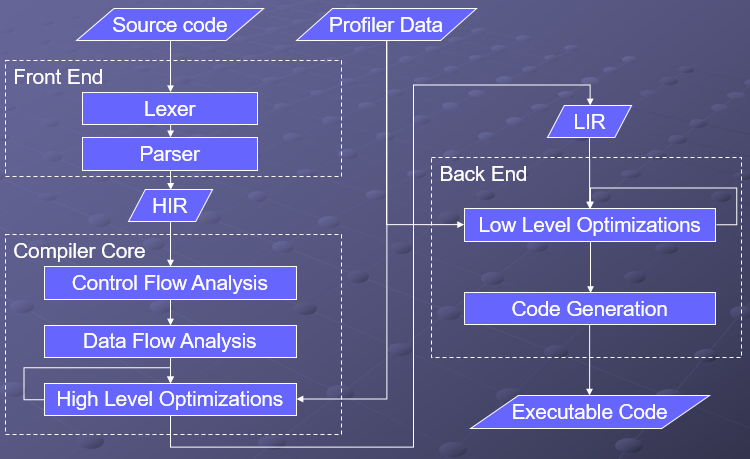 Source code
Profiler Data
Front End
Lexer
Parser
HIR
Compiler Core
Control Flow Analysis
Data Flow Analysis
High Level Optimizations
LIR
Back End
Low Level Optimizations
Code Generation
Executable Code